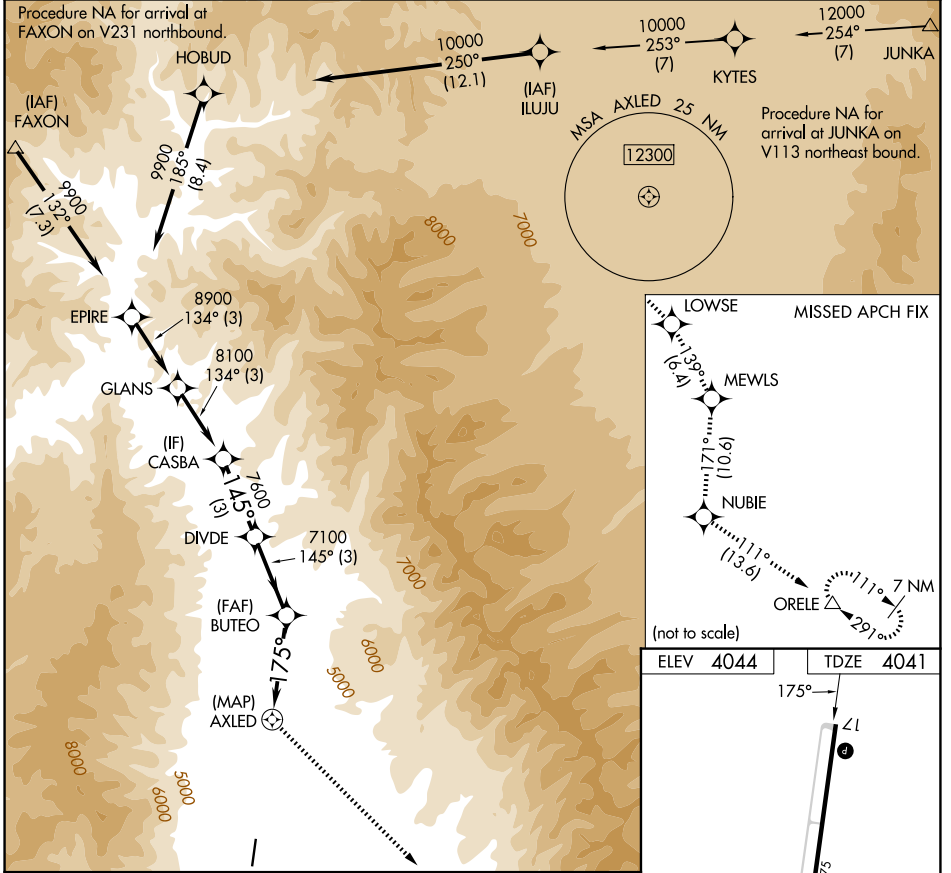 Procedure NA for arrival at
FAXON on V231 northbound.
HOBUD
10000
250°
(12.1)
10000
253°
(7)
12000
254°
(7)
JUNKA
KYTES
(IAF)
ILUJU
(IAF)
FAXON
9900
185°
(8.4)
9900
132°
(7.3)
MSA AXLED 25 NM
12300
Procedure NA for
arrival at JUNKA on
V113 northeast bound.
8000
7000
EPIRE
8900
134° (3)
8100
134° (3)
GLANS
(IF)
CASBA
7600
145°
(3)
DIVDE
7100
145° (3)
7000
(FAF)
BUTEO
175°
6000
5000
(MAP)
AXLED
8000
5000
6000
LOWSE
MISSED APCH FIX
139°
(6.4)
MEWLS
171°
(10.6)
NUBIE
111°
(13.6)
111°
7 NM
ORELE
291°
(not to scale)
ELEV 4044
TDZE 4041
175°
17
P
75